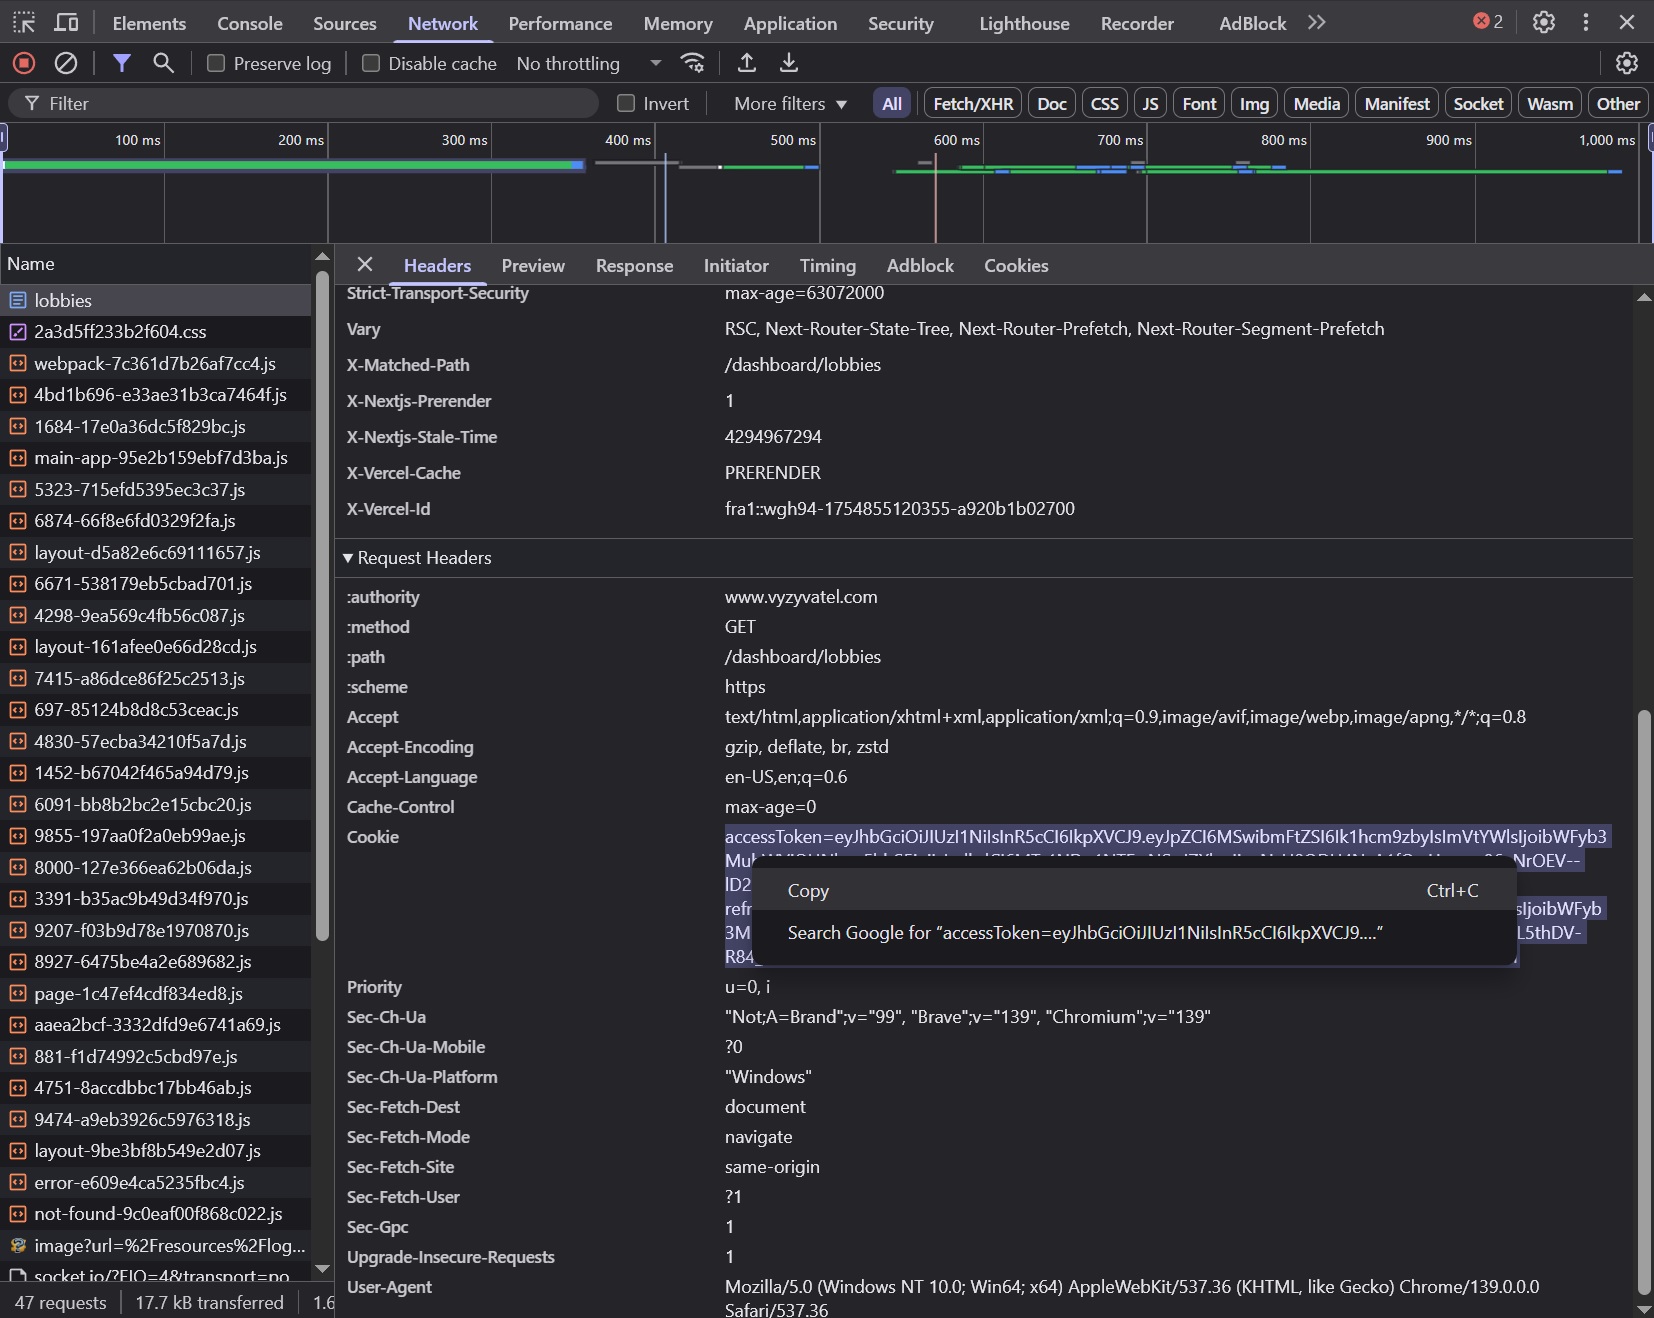 Elements Console Sources Network Performance Memory Application Security Lighthouse Recorder AdBlock 2
Preserve log Disable cache No throttling
Filter Invert More filters All Fetch/XHR Doc CSS JS Font Img Media Manifest Socket Wasm Other
100 ms 200 ms 300 ms 400 ms 500 ms 600 ms 700 ms 800 ms 900 ms 1,000 ms
Name
lobbies
2a3d5ff233b2f604.css
webpack-7c361d7b26af7cc4.js
4bd1b696-e33ae31b3ca7464f.js
1684-17e0a36dc5f829bc.js
main-app-95e2b159ebf7d3ba.js
5323-715efd5395ec3c37.js
6874-66f8e6fd0329f2fa.js
layout-d5a82e6c69111657.js
6671-538179eb5cbad701.js
4298-9ea569c4fb56c087.js
layout-161afee0e66d28cd.js
7415-a86dce86f25c2513.js
697-85124b8d8c53ceac.js
4830-57ecba34210f5a7d.js
1452-b67042f465a94d79.js
6091-bb8b2bc2e15cbc20.js
9855-197aa0f2a0eb99ae.js
8000-127e366ea62b06da.js
3391-b35ac9b49d34f970.js
9207-f03b9d78e1970870.js
8927-6475be4a2e689682.js
page-1c47ef4cdf834ed8.js
aaea2bcf-3332dfd9e6741a69.js
881-f1d74992c5cbd97e.js
4751-8accdbbc17bb46ab.js
9474-a9eb3926c5976318.js
layout-9be3bf8b549e2d07.js
error-e609e4ca5235fbc4.js
not-found-9c0eaf00f868c022.js
image?url=%2Fresources%2Flog...
socket.io/?EIO=4&transport=po...
47 requests 17.7 kB transferred 1.6
Headers Preview Response Initiator Timing Adblock Cookies
Strict-Transport-Security max-age=63072000
Vary RSC, Next-Router-State-Tree, Next-Router-Prefetch, Next-Router-Segment-Prefetch
X-Matched-Path /dashboard/lobbies
X-Nextjs-Prerender 1
X-Nextjs-Stale-Time 4294967294
X-Vercel-Cache PRERENDER
X-Vercel-Id fra1::wgh94-1754855120355-a920b1b02700
Request Headers
:authority www.vyzyvatel.com
:method GET
:path /dashboard/lobbies
:scheme https
Accept text/html,application/xhtml+xml,application/xml;q=0.9,image/avif,image/webp,image/apng,*/*;q=0.8
Accept-Encoding gzip, deflate, br, zstd
Accept-Language en-US,en;q=0.6
Cache-Control max-age=0
Cookie accessToken=eyJhbGciOiJIUzI1NiIsInR5cCI6IkpXVCJ9.eyJpZCI6MSwibmFtZSI6Ik1hcm9zbyIsImVtYWlsIjoibWFyb3
NrOEV--
lD2
refr sIjoibWFyb
3M L5thDV-
R84
Copy Ctrl+C
Search Google for “accessToken=eyJhbGciOiJIUzI1NiIsInR5cCI6IkpXVCJ9....”
Priority u=0, i
Sec-Ch-Ua "Not;A=Brand";v="99", "Brave";v="139", "Chromium";v="139"
Sec-Ch-Ua-Mobile ?0
Sec-Ch-Ua-Platform "Windows"
Sec-Fetch-Dest document
Sec-Fetch-Mode navigate
Sec-Fetch-Site same-origin
Sec-Fetch-User ?1
Sec-Gpc 1
Upgrade-Insecure-Requests 1
User-Agent Mozilla/5.0 (Windows NT 10.0; Win64; x64) AppleWebKit/537.36 (KHTML, like Gecko) Chrome/139.0.0.0
Safari/537.36